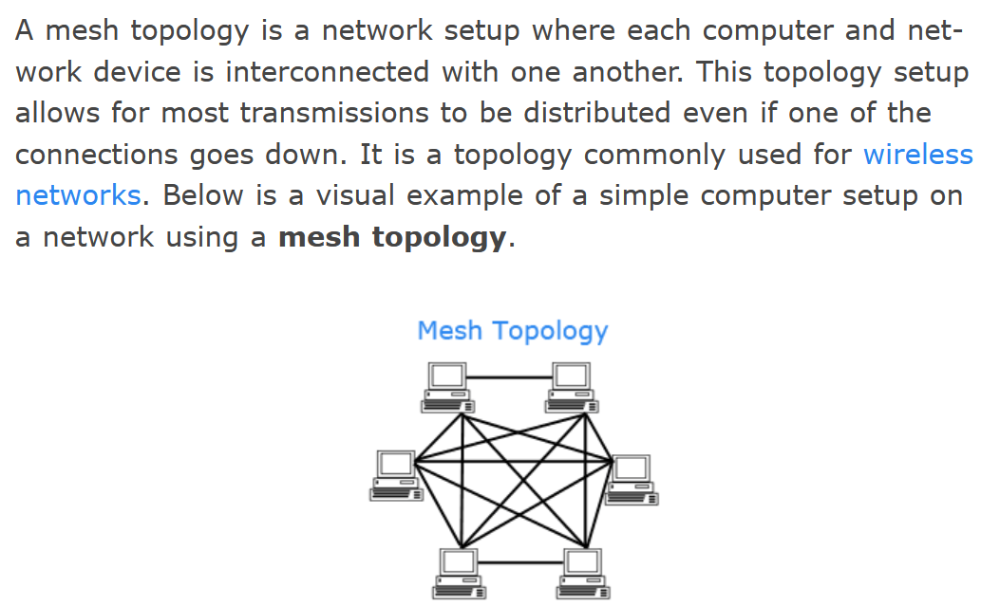 A mesh topology is a network setup where each computer and net-
work device is interconnected with one another. This topology setup
allows for most transmissions to be distributed even if one of the
connections goes down. It is a topology commonly used for wireless
networks. Below is a visual example of a simple computer setup on
a network using a mesh topology.
Mesh Topology